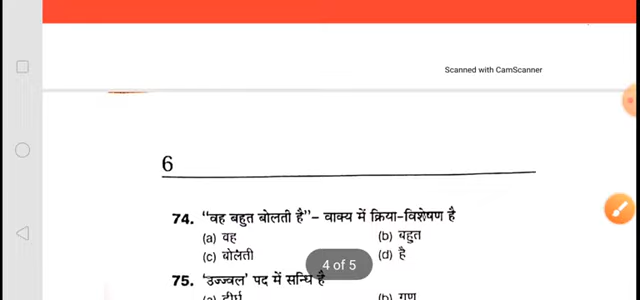 Scanned with CamScanner
6
74. "वह बहुत बोलती है" – वाक्य में क्रिया-विशेषण है
(a) वह (b) बहुत
(c) बोलती (d) है
4 of 5
75. 'उज्ज्वल' पद में सन्धि है
(a) दीर्घ (b) गुण